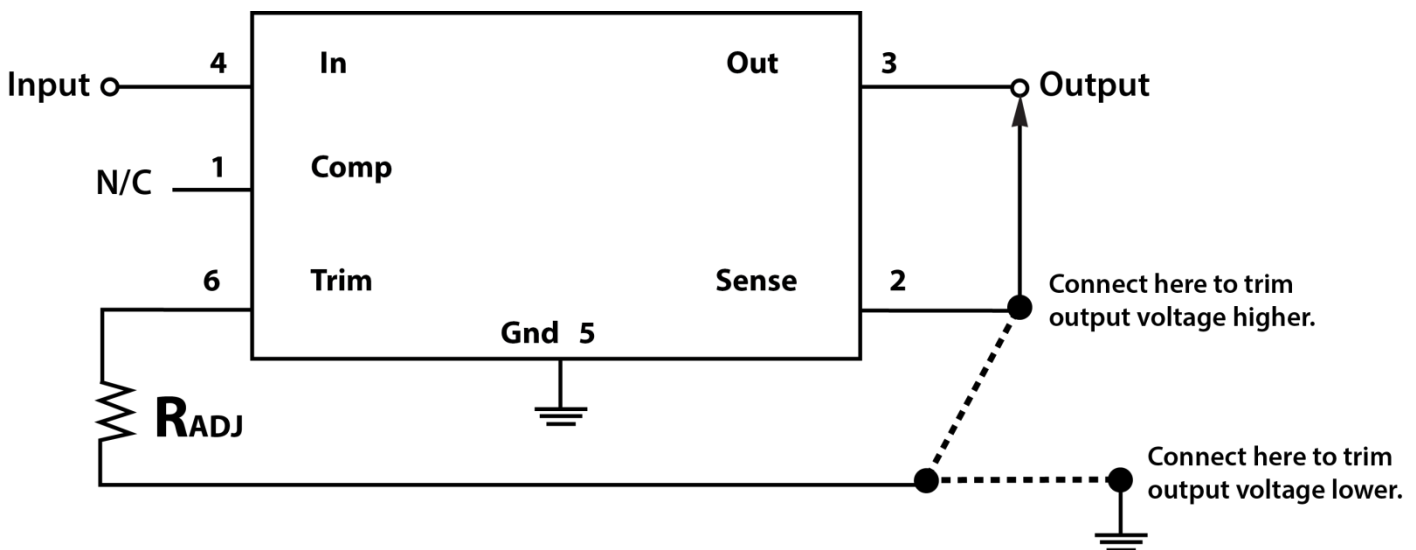 4 In Out 3
Input Output
N/C 1 Comp
6 Trim Sense 2
Connect here to trim
output voltage higher.
Gnd 5
RADJ
Connect here to trim
output voltage lower.